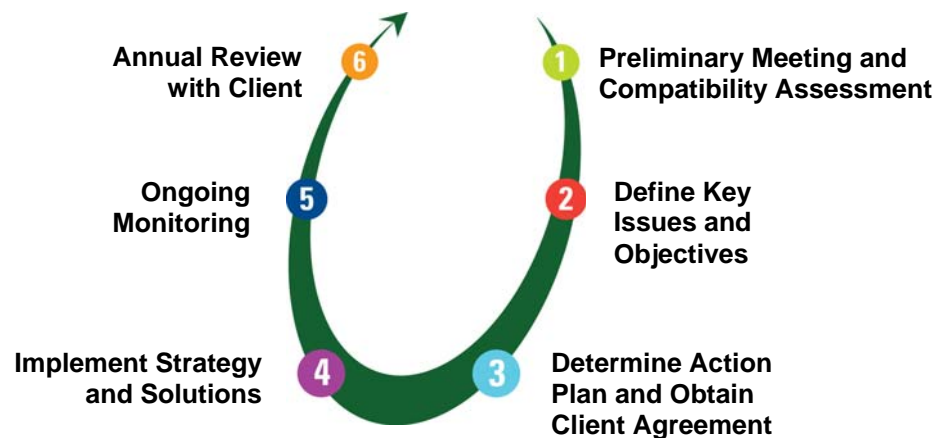 1
Preliminary Meeting and
Compatibility Assessment
2
Define Key
Issues and
Objectives
3
Determine Action
Plan and Obtain
Client Agreement
4
Implement Strategy
and Solutions
5
Ongoing
Monitoring
6
Annual Review
with Client